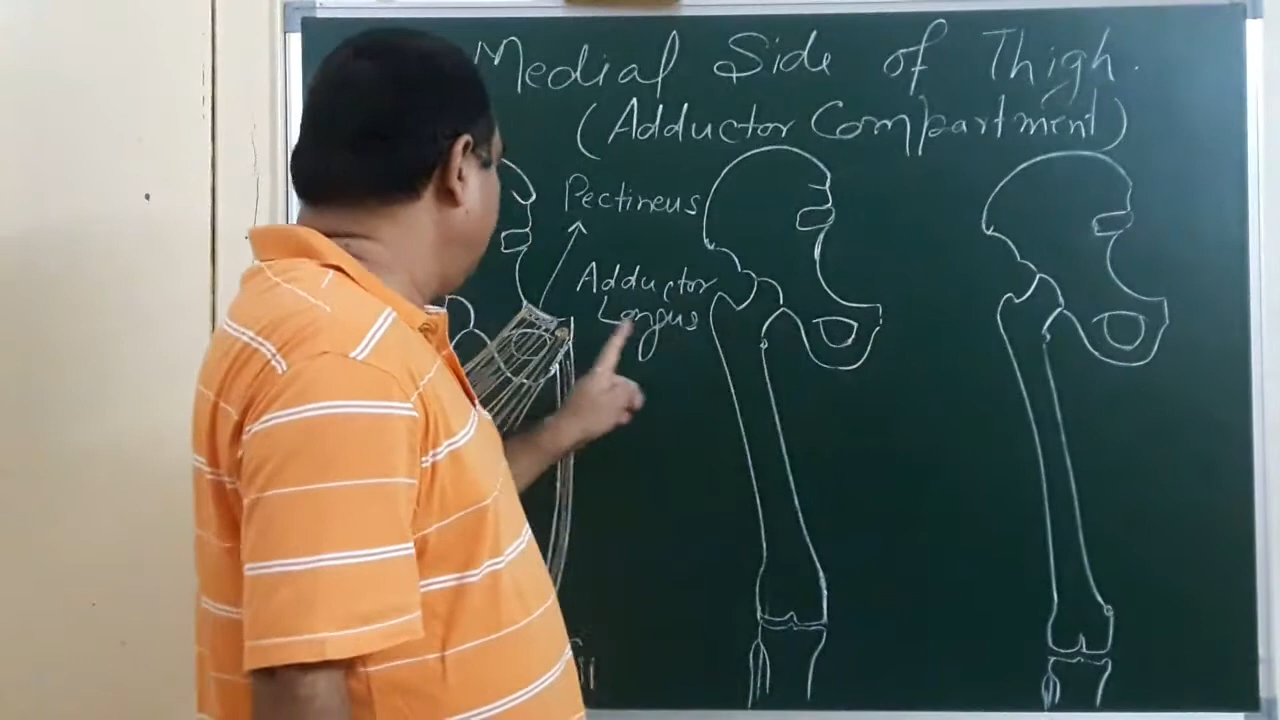 Medial Side of Thigh.
(Adductor Compartment)
Pectineus
Adductor
Longus